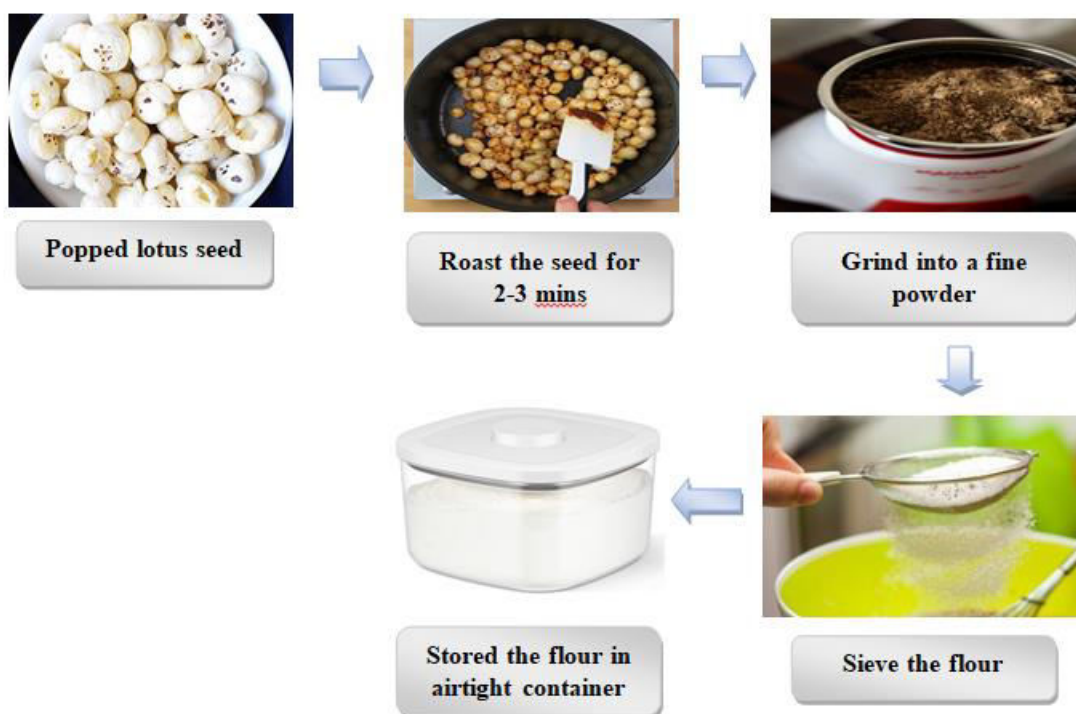 Popped lotus seed
Roast the seed for
2-3 mins
Grind into a fine
powder
Sieve the flour
Stored the flour in
airtight container